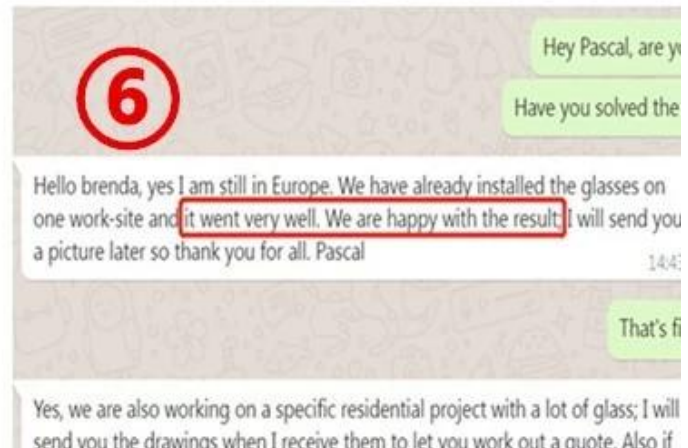 ⑥
Hey Pascal, are
Have you solved the
Hello brenda, yes I am still in Europe. We have already installed the glasses on
one work-site and it went very well. We are happy with the result, I will send you
a picture later so thank you for all. Pascal
14:43
That's
Yes, we are also working on a specific residential project with a lot of glass; I will
send you the drawings when I receive them to let you work out a quote. Also if